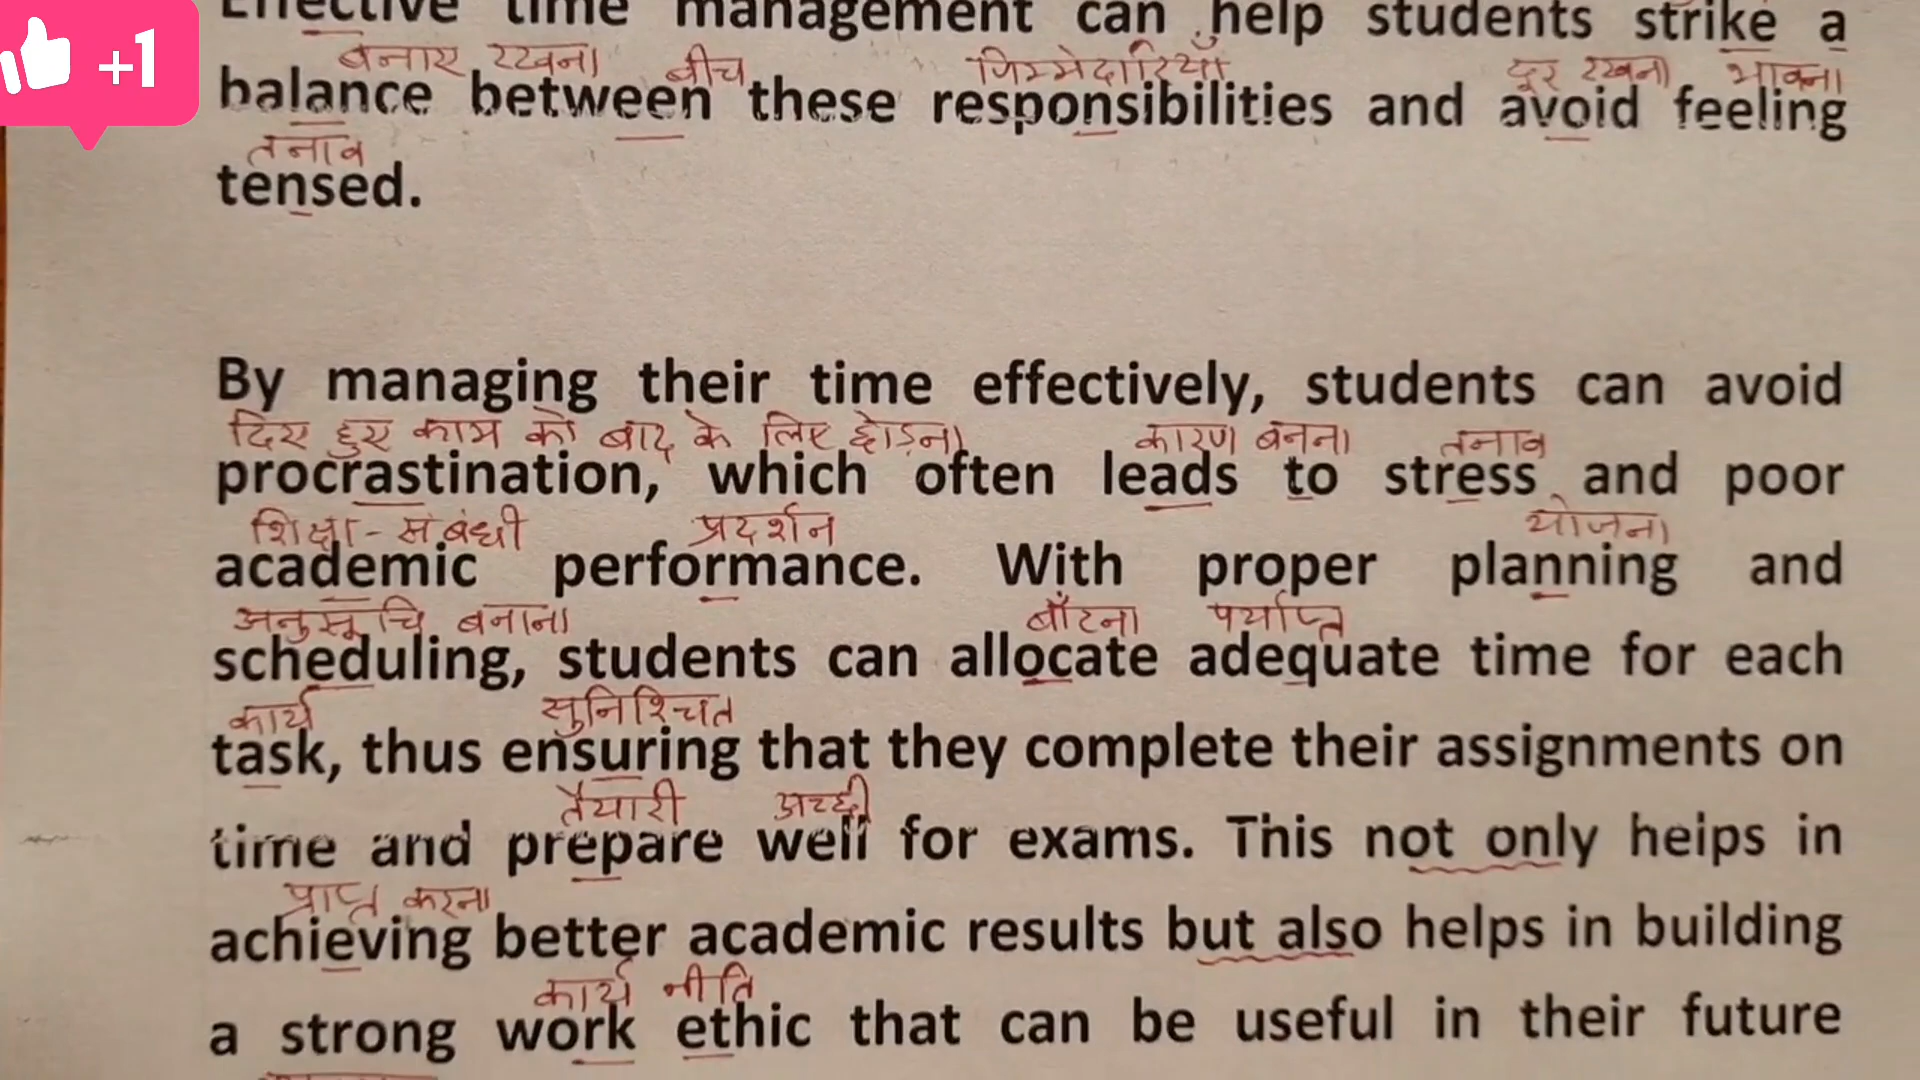 +1
Effective time management can help students strike a
बनाए रखना बीच जिम्मेदारियाँ दूर रखना भावना
balance between these responsibilities and avoid feeling
तनाव
tensed.
By managing their time effectively, students can avoid
दिए हुए काम को बाद के लिए छोड़ना कारण बनना तनाव
procrastination, which often leads to stress and poor
शिक्षा-संबंधी प्रदर्शन योजना
academic performance. With proper planning and
अनुसूचि बनाना बाँटना पर्याप्त
scheduling, students can allocate adequate time for each
कार्य सुनिश्चित
task, thus ensuring that they complete their assignments on
तैयारी अच्छी
time and prepare well for exams. This not only helps in
प्राप्त करना
achieving better academic results but also helps in building
कार्य नीति
a strong work ethic that can be useful in their future